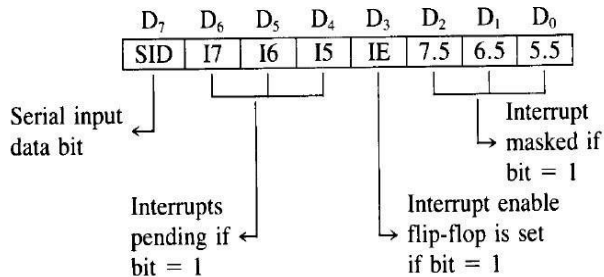 D7 D6 D5 D4 D3 D2 D1 D0
SID I7 I6 I5 IE 7.5 6.5 5.5
Serial input
data bit
Interrupt
masked if
bit = 1
Interrupts
pending if
bit = 1
Interrupt enable
flip-flop is set
if bit = 1